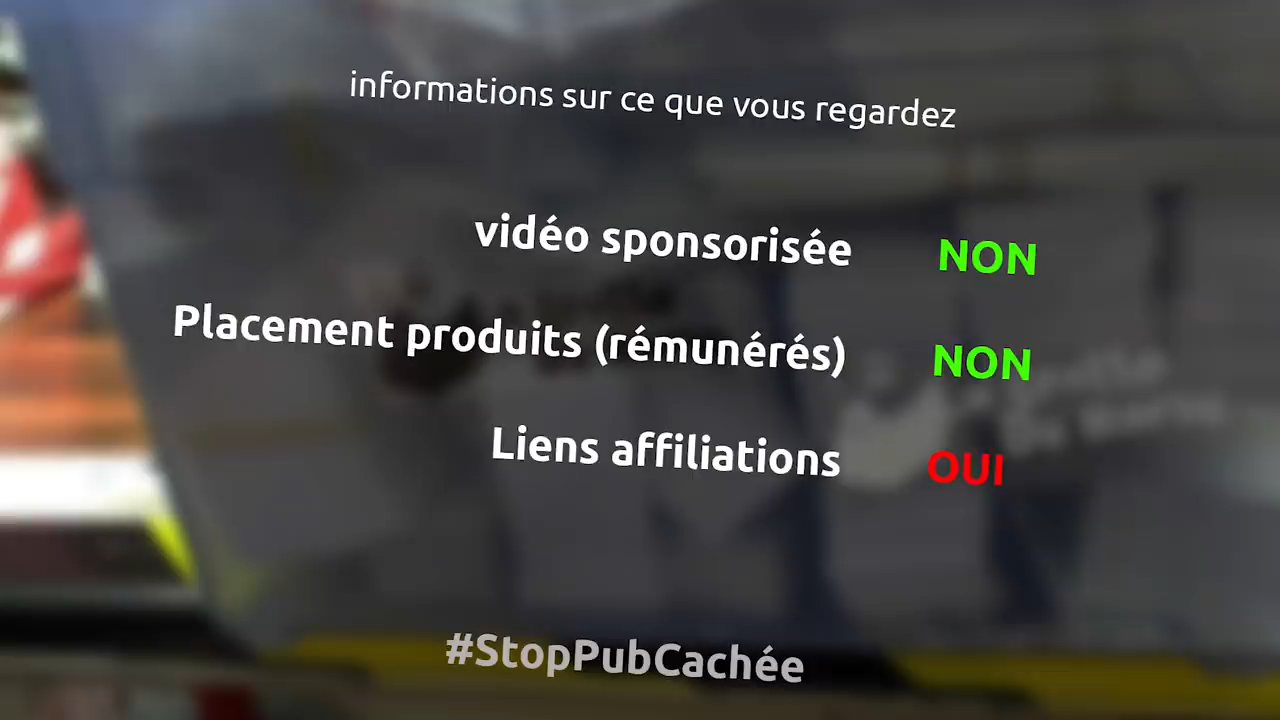 informations sur ce que vous regardez
vidéo sponsorisée NON
Placement produits (rémunérés) NON
Liens affiliations OUI
#StopPubCachée